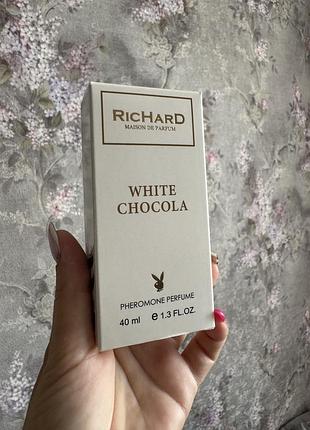 RICHARD
MAISON DE PARFUM
WHITE
CHOCOLA
PHEROMONE PERFUME
40 ml e 1.3 FL.OZ.